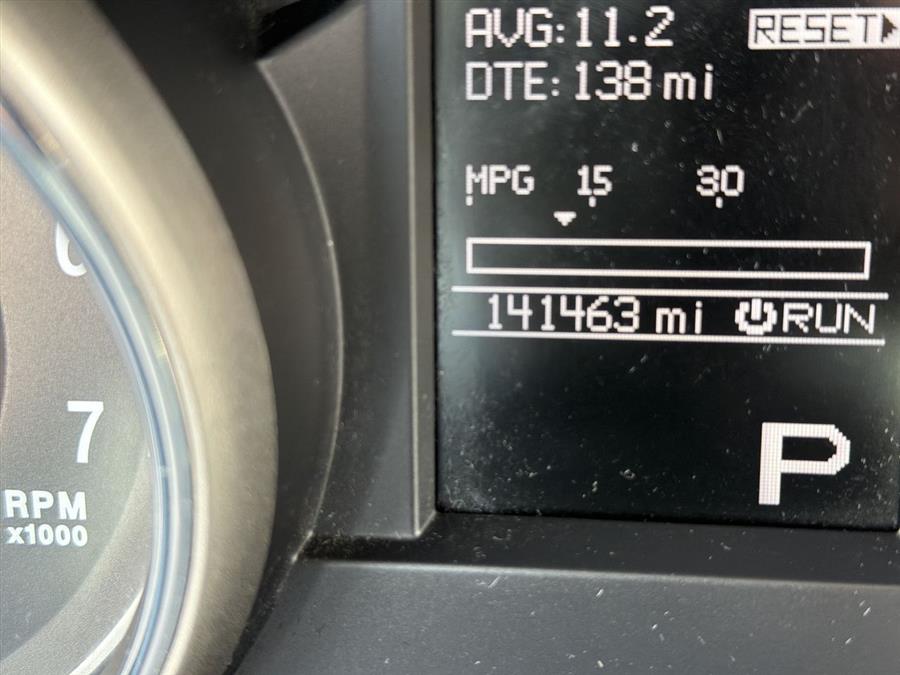 AVG:11.2 RESET
DTE:138 mi
MPG 15 30
141463 mi RUN
P
7
RPM
x1000